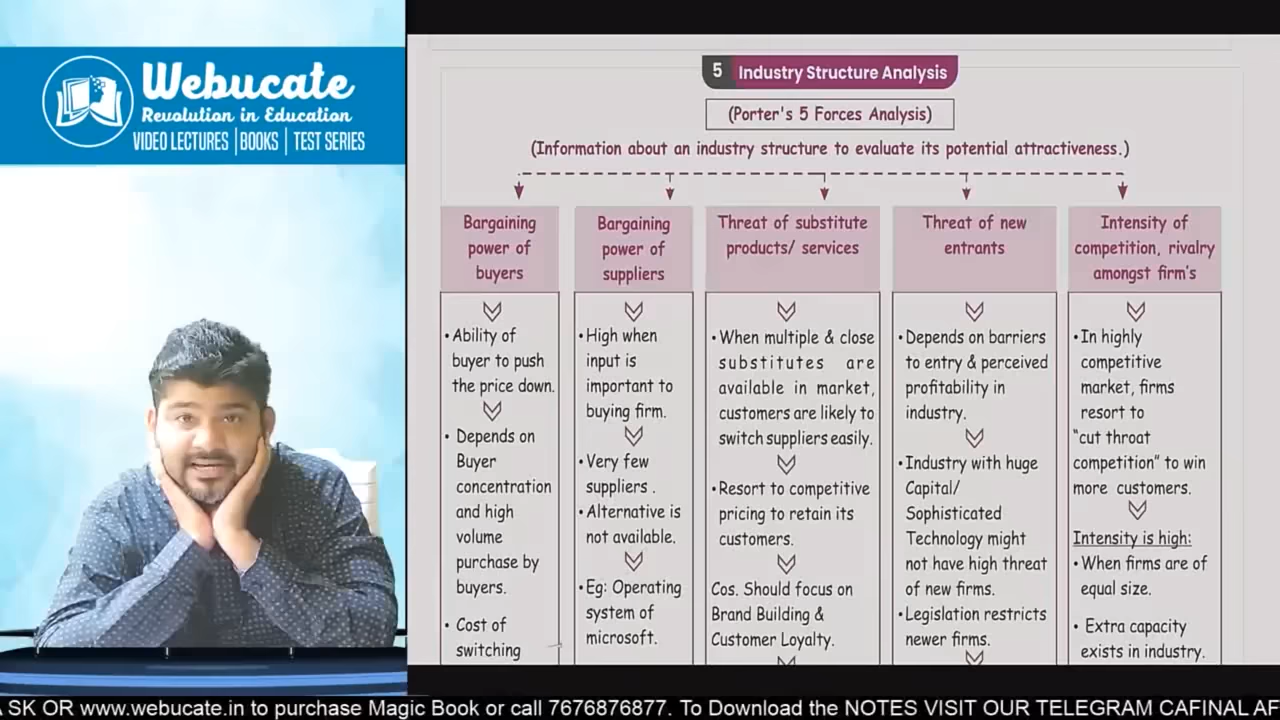 Webucate
Revolution in Education
VIDEO LECTURES | BOOKS | TEST SERIES
5 Industry Structure Analysis
(Porter's 5 Forces Analysis)
(Information about an industry structure to evaluate its potential attractiveness.)
Bargaining
power of
buyers
• Ability of
buyer to push
the price down.
• Depends on
Buyer
concentration
and high
volume
purchase by
buyers.
• Cost of
switching
Bargaining
power of
suppliers
• High when
input is
important to
buying firm.
• Very few
suppliers .
• Alternative is
not available.
• Eg: Operating
system of
microsoft.
Threat of substitute
products/ services
• When multiple & close
substitutes are
available in market,
customers are likely to
switch suppliers easily.
• Resort to competitive
pricing to retain its
customers.
Cos. Should focus on
Brand Building &
Customer Loyalty.
Threat of new
entrants
• Depends on barriers
to entry & perceived
profitability in
industry.
• Industry with huge
Capital/
Sophisticated
Technology might
not have high threat
of new firms.
• Legislation restricts
newer firms.
Intensity of
competition, rivalry
amongst firm's
• In highly
competitive
market, firms
resort to
"cut throat
competition" to win
more customers.
Intensity is high:
• When firms are of
equal size.
• Extra capacity
exists in industry.
SK OR www.webucate.in to purchase Magic Book or call 7676876877. To Download the NOTES VISIT OUR TELEGRAM CAFINAL AF